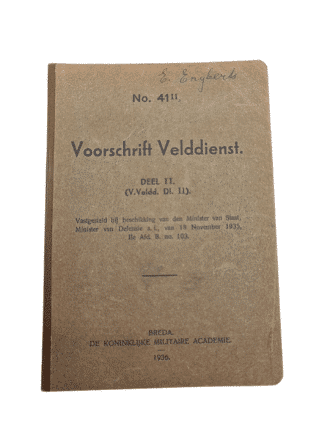 E. Engberts
No. 41II.
Voorschrift Velddienst.
DEEL II.
(V.Veldd. Dl. II).
Vastgesteld bij beschikking van den Minister van Staat,
Minister van Defensie a. i., van 19 November 1935,
IIe Afd. B. no. 103.
BREDA.
DE KONINKLIJKE MILITAIRE ACADEMIE.
1936.